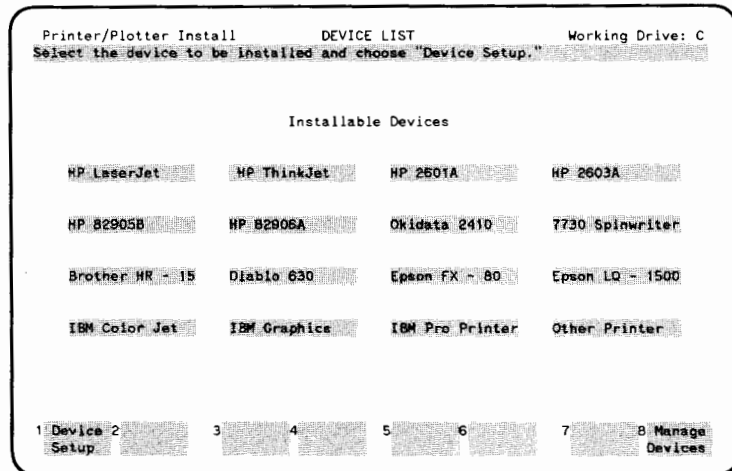 Printer/Plotter Install DEVICE LIST Working Drive: C
Select the device to be installed and choose "Device Setup."
Installable Devices
HP LaserJet HP ThinkJet HP 2601A HP 2603A
HP 82905B HP 82906A Okidata 2410 7730 Spinwriter
Brother HR - 15 Diablo 630 Epson FX - 80 Epson LQ - 1500
IBM Color Jet IBM Graphics IBM Pro Printer Other Printer
1 Device 2 3 4 5 6 7 8 Manage
Setup Devices